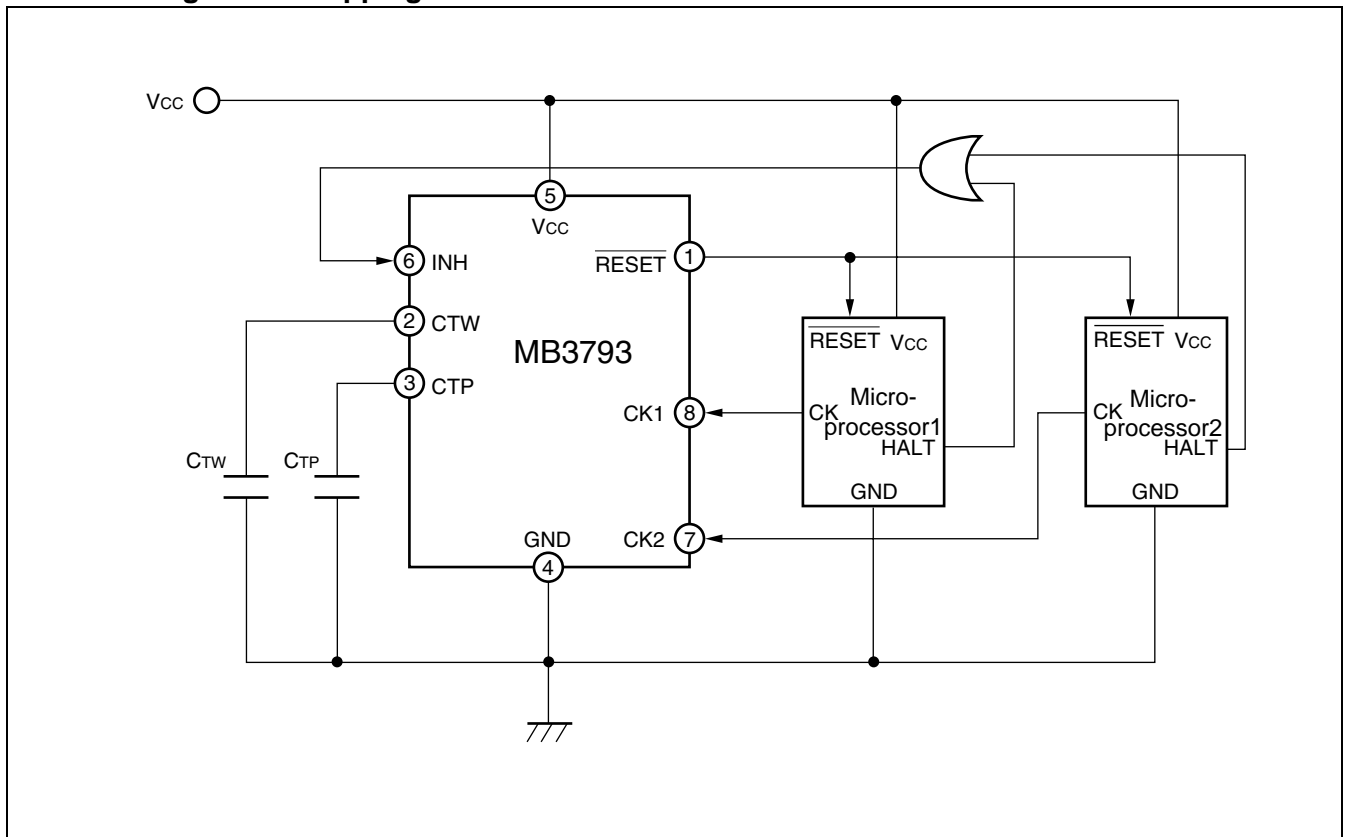 Vcc
5
Vcc
6 INH
RESET 1
2 CTW
MB3793
3 CTP
RESET Vcc
RESET Vcc
CK1 8
CK
Micro-
processor1
HALT
CK
Micro-
processor2
HALT
CTW
CTP
GND
GND
GND
CK2 7
4